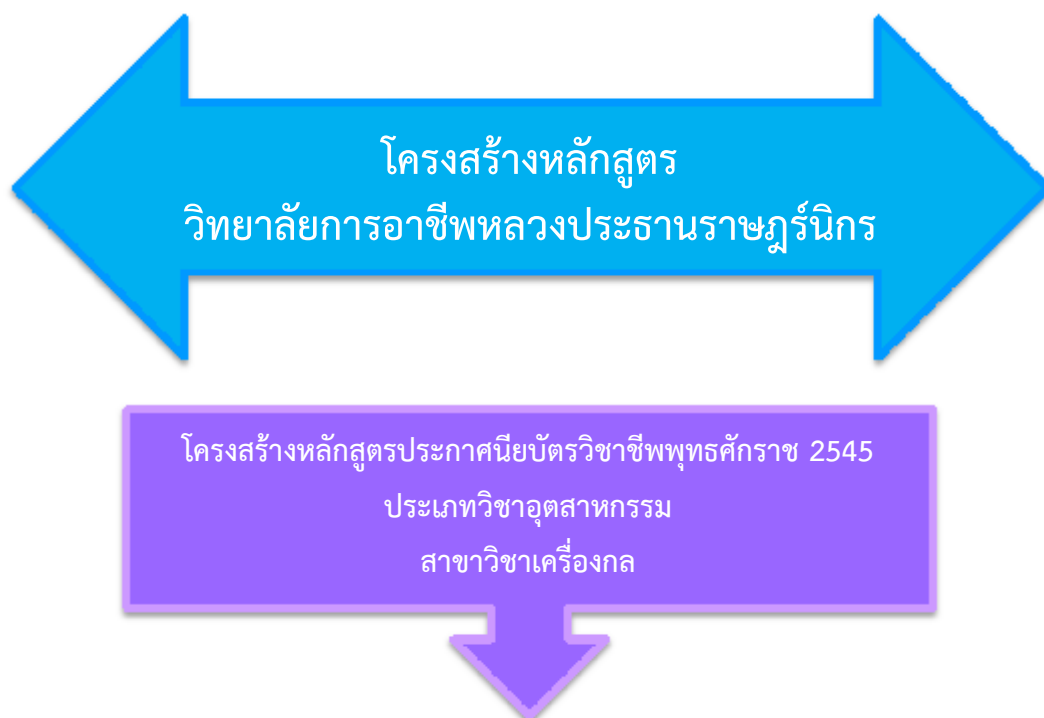 โครงสร้างหลักสูตร
วิทยาลัยการอาชีพหลวงประธานราษฎร์นิกร
โครงสร้างหลักสูตรประกาศนียบัตรวิชาชีพพุทธศักราช 2545
ประเภทวิชาอุตสาหกรรม
สาขาวิชาเครื่องกล